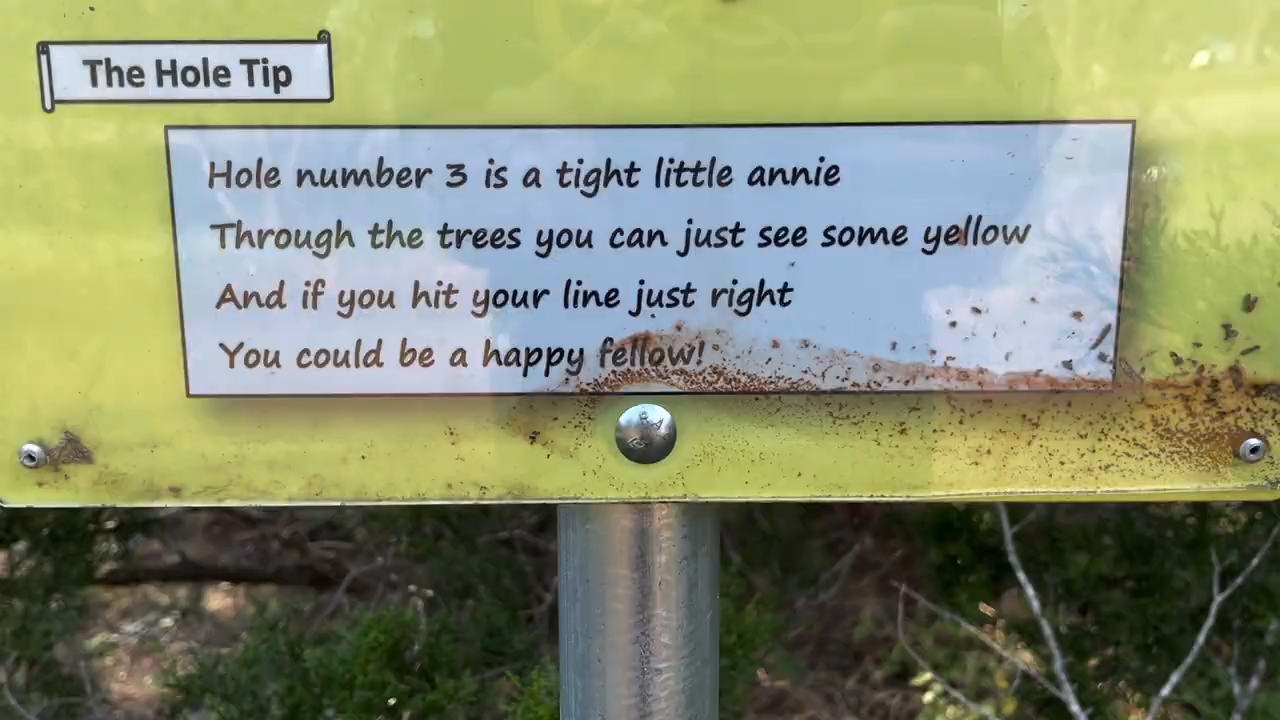 The Hole Tip
Hole number 3 is a tight little annie
Through the trees you can just see some yellow
And if you hit your line just right
You could be a happy fellow!